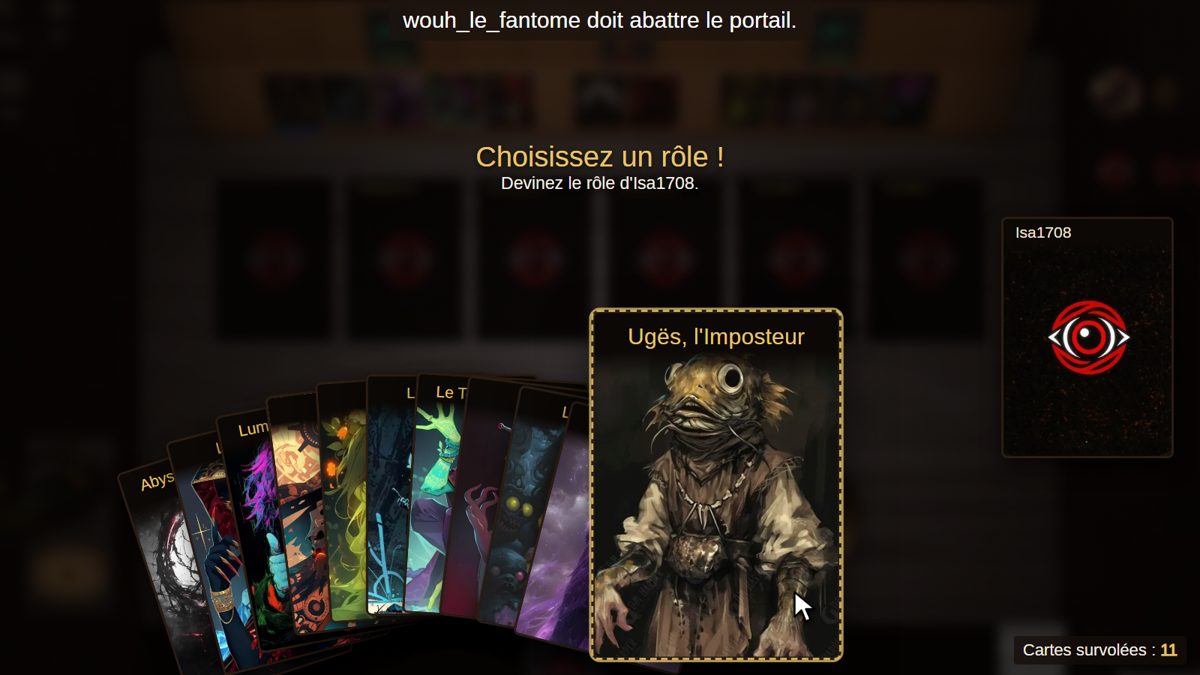 wouh_le_fantome doit abattre le portail.
Choisissez un rôle !
Devinez le rôle d'Isa1708.
Isa1708
Ugës, l'Imposteur
Le T
L
L
Lum
L
Abys
Cartes survolées : 11